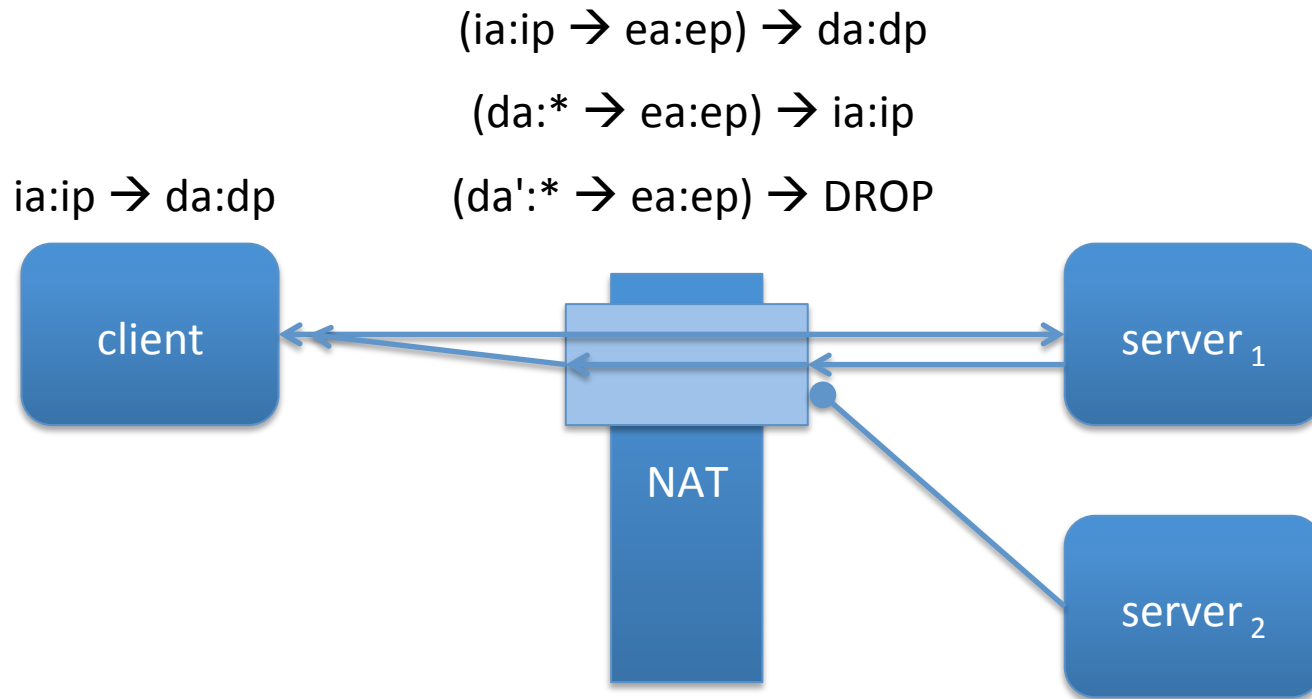 (ia:ip → ea:ep) → da:dp
(da:* → ea:ep) → ia:ip
ia:ip → da:dp
(da':* → ea:ep) → DROP
client
server 1
NAT
server 2